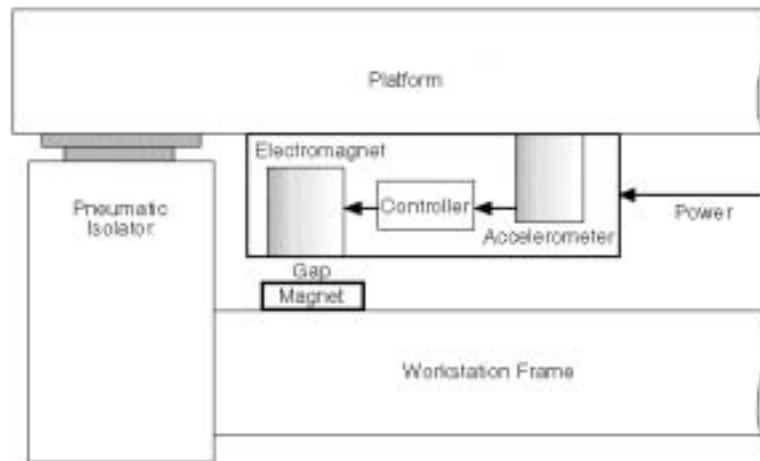 Platform
Electromagnet
Pneumatic
Isolator
Controller
Power
Accelerometer
Gap
Magnet
Workstation Frame